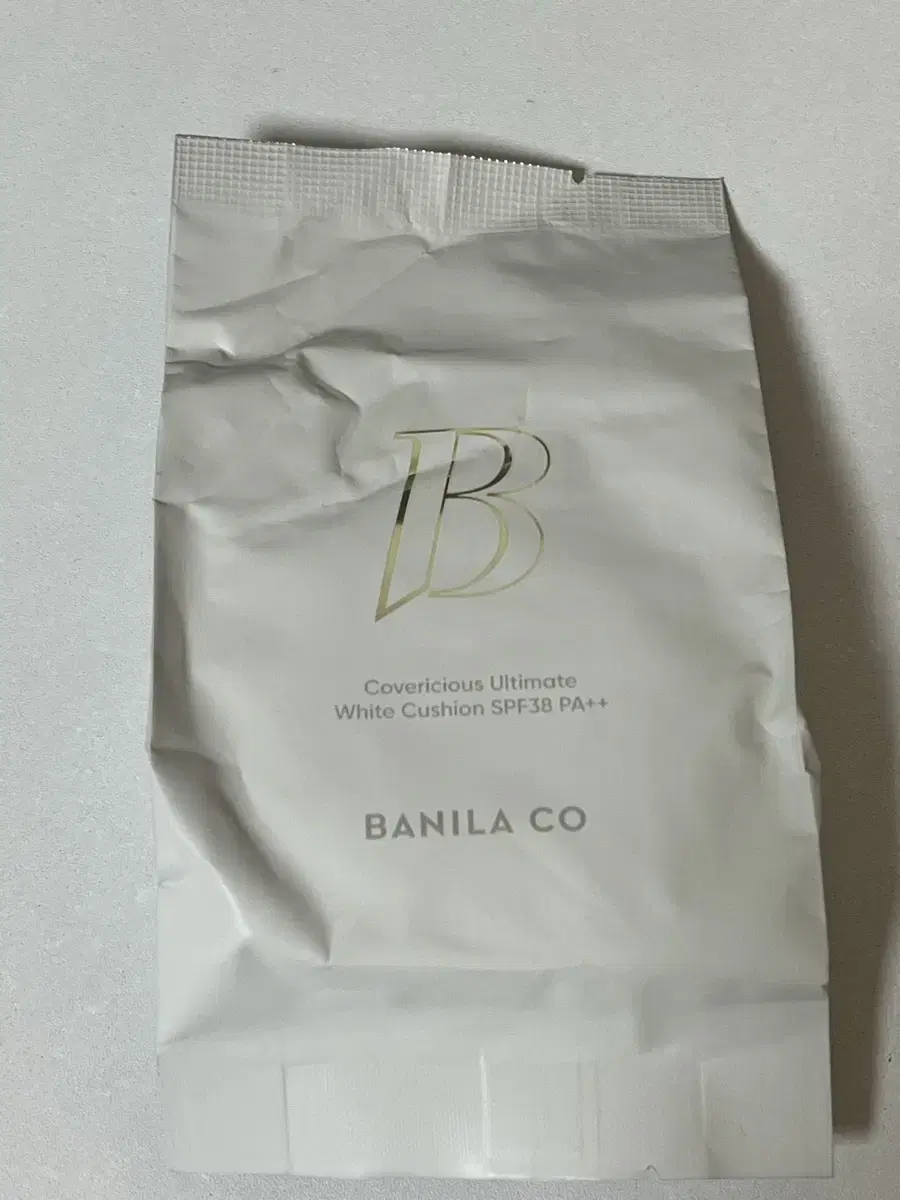 B
Covericious Ultimate
White Cushion SPF38 PA++
BANILA CO